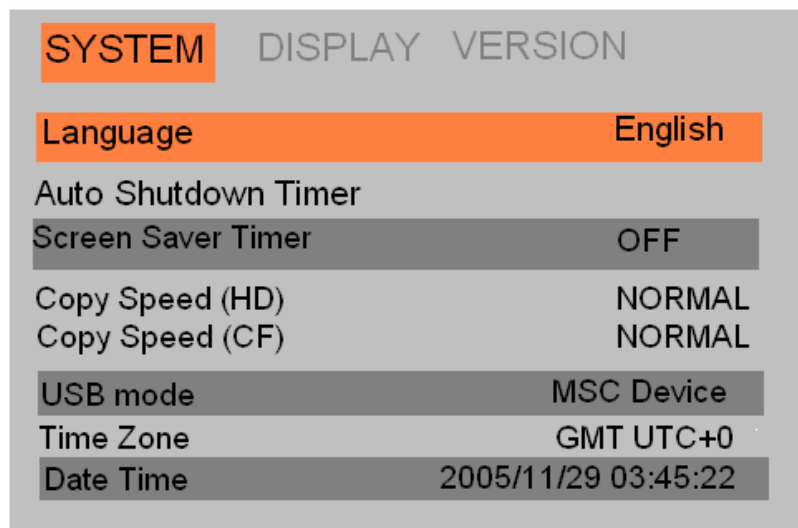 SYSTEM DISPLAY VERSION
Language English
Auto Shutdown Timer
Screen Saver Timer OFF
Copy Speed (HD) NORMAL
Copy Speed (CF) NORMAL
USB mode MSC Device
Time Zone GMT UTC+0
Date Time 2005/11/29 03:45:22